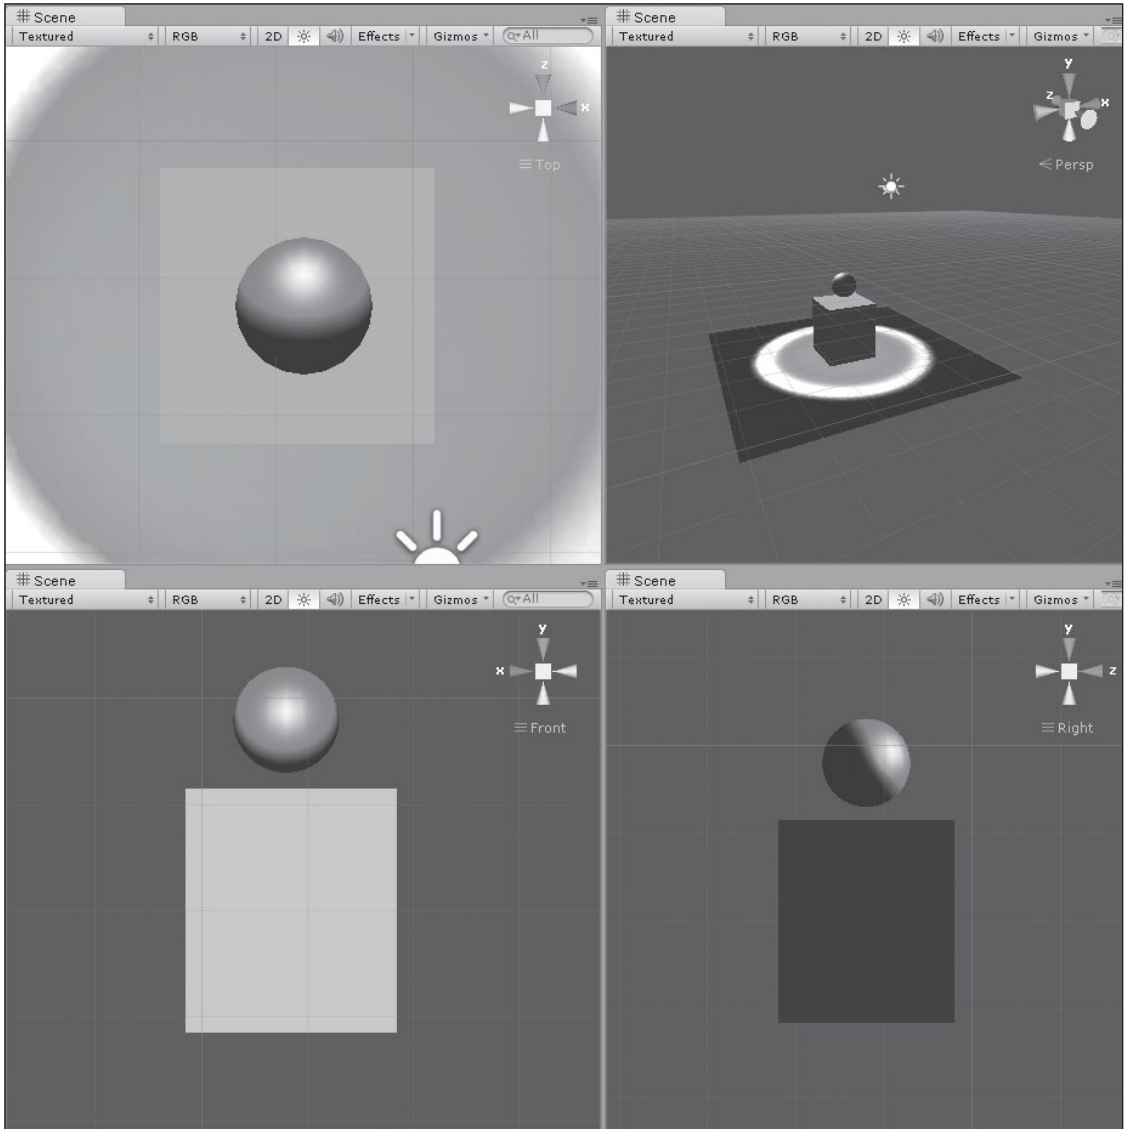 Scene
Textured RGB 2D Effects Gizmos All
z
x
Top
Scene
Textured RGB 2D Effects Gizmos
y
z x
Persp
Scene
Textured RGB 2D Effects Gizmos All
y
x
Front
Scene
Textured RGB 2D Effects Gizmos
y
z
Right